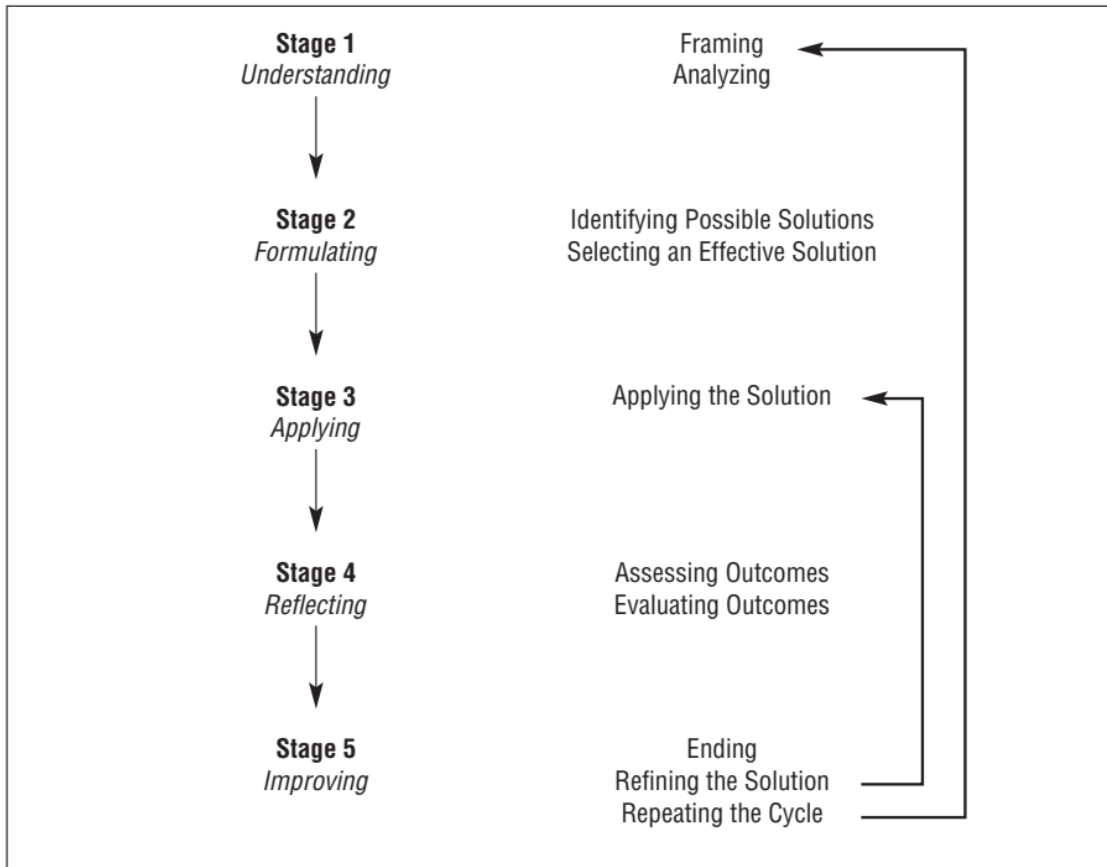 Stage 1
Understanding
Framing
Analyzing
Stage 2
Formulating
Identifying Possible Solutions
Selecting an Effective Solution
Stage 3
Applying
Applying the Solution
Stage 4
Reflecting
Assessing Outcomes
Evaluating Outcomes
Stage 5
Improving
Ending
Refining the Solution
Repeating the Cycle